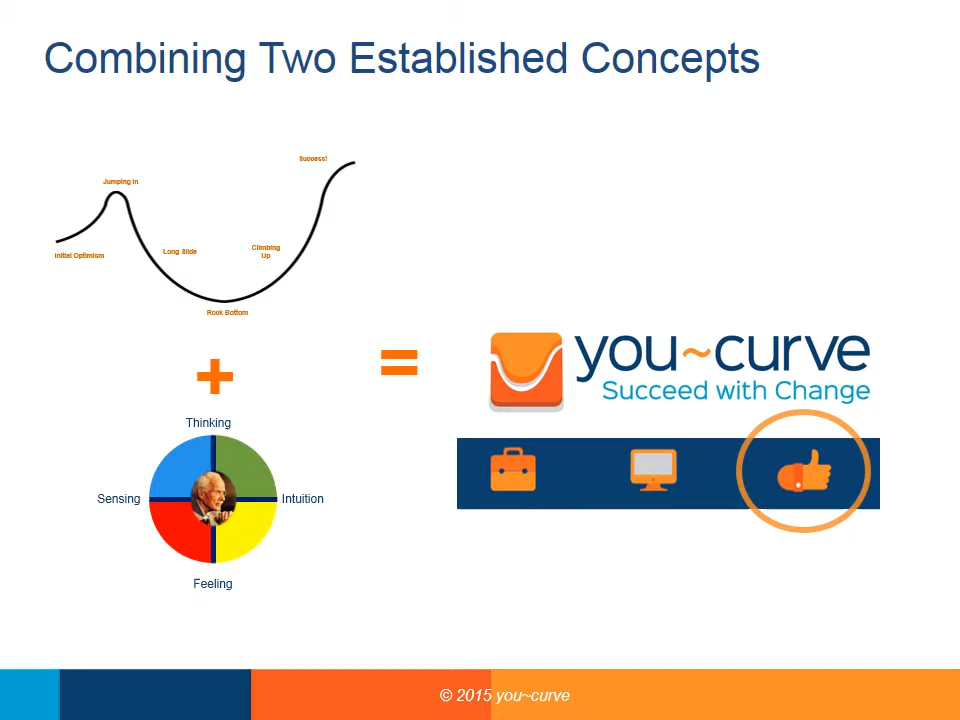 Combining Two Established Concepts
Success!
Jumping In
Initial Optimism
Long Slide
Climbing
Up
Rock Bottom
+
=
you~curve
Succeed with Change
Thinking
Sensing
Intuition
Feeling
© 2015 you~curve